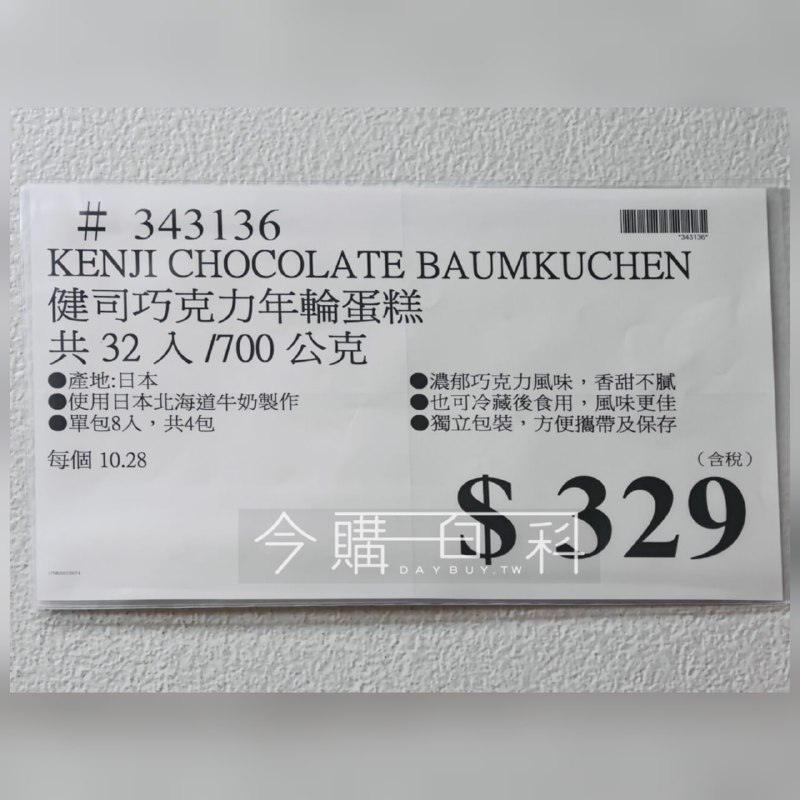 # 343136
*343136*
KENJI CHOCOLATE BAUMKUCHEN
健司巧克力年輪蛋糕
共 32 入 /700 公克
●產地:日本
●使用日本北海道牛奶製作
●單包8入，共4包
●濃郁巧克力風味，香甜不膩
●也可冷藏後食用，風味更佳
●獨立包裝，方便攜帶及保存
每個 10.28
（含稅）
$ 329
今購百科
DAYBUY.TW